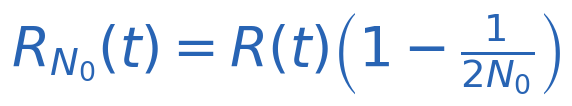 $R_{N_0}(t) = R(t)\left(1 - \frac{1}{2N_0}\right)$